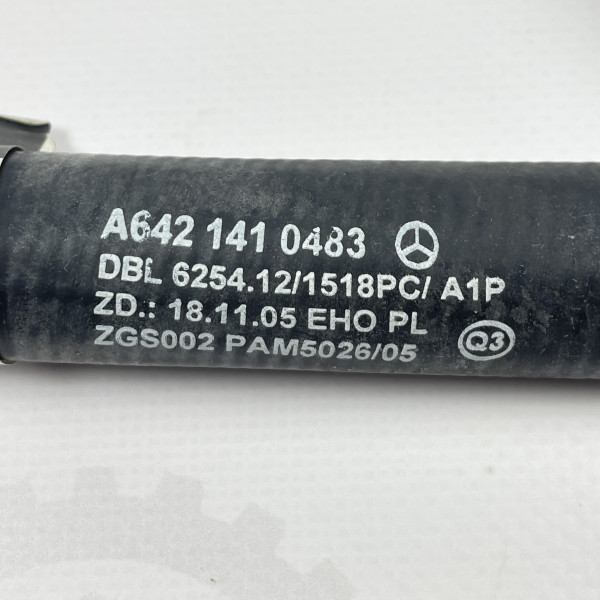 A642 141 0483
DBL 6254.12/1518PC/ A1P
ZD.: 18.11.05 EHO PL
ZGS002 PAM5026/05 Q3